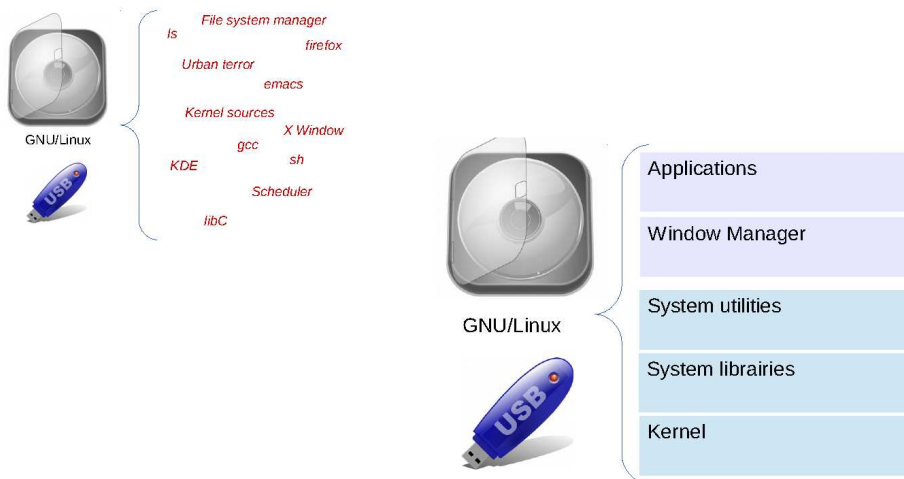 File system manager
ls
firefox
Urban terror
emacs
Kernel sources
X Window
gcc
sh
KDE
Scheduler
libC
GNU/Linux
USB
Applications
Window Manager
System utilities
System librairies
Kernel
GNU/Linux
USB